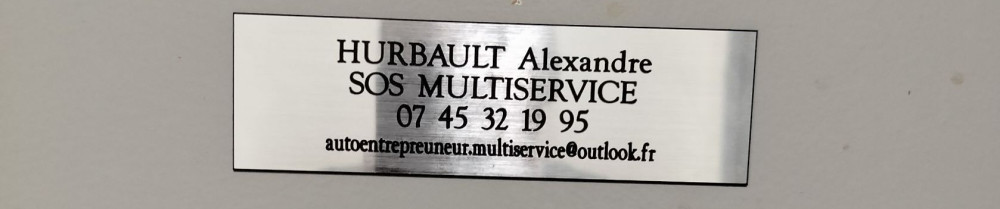 HURBAULT Alexandre
SOS MULTISERVICE
07 45 32 19 95
autoentrepreuneur.multiservice@outlook.fr